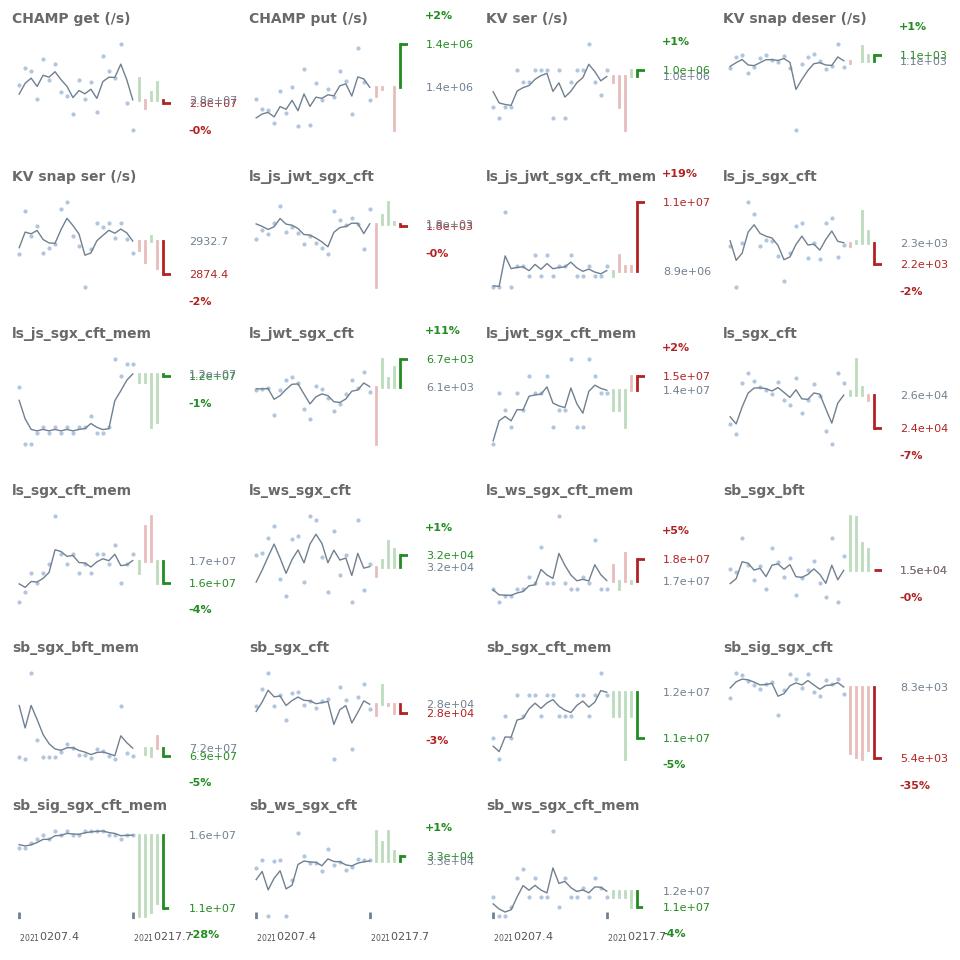 CHAMP get (/s)
2.8e+07
2.8e+07
-0%
CHAMP put (/s)
+2%
1.4e+06
1.4e+06
KV ser (/s)
+1%
1.0e+06
1.0e+06
KV snap deser (/s)
+1%
1.1e+03
1.1e+03
KV snap ser (/s)
2932.7
2874.4
-2%
ls_js_jwt_sgx_cft
1.8e+03
1.8e+03
-0%
ls_js_jwt_sgx_cft_mem
+19%
1.1e+07
8.9e+06
ls_js_sgx_cft
2.3e+03
2.2e+03
-2%
ls_js_sgx_cft_mem
1.2e+07
1.2e+07
-1%
ls_jwt_sgx_cft
+11%
6.7e+03
6.1e+03
ls_jwt_sgx_cft_mem
+2%
1.5e+07
1.4e+07
ls_sgx_cft
2.6e+04
2.4e+04
-7%
ls_sgx_cft_mem
1.7e+07
1.6e+07
-4%
ls_ws_sgx_cft
+1%
3.2e+04
3.2e+04
ls_ws_sgx_cft_mem
+5%
1.8e+07
1.7e+07
sb_sgx_bft
1.5e+04
-0%
sb_sgx_bft_mem
7.2e+07
6.9e+07
-5%
sb_sgx_cft
2.8e+04
2.8e+04
-3%
sb_sgx_cft_mem
1.2e+07
1.1e+07
-5%
sb_sig_sgx_cft
8.3e+03
5.4e+03
-35%
sb_sig_sgx_cft_mem
1.6e+07
1.1e+07
-28%
2021 0207.4
2021 0217.7
sb_ws_sgx_cft
+1%
3.3e+04
3.3e+04
2021 0207.4
2021 0217.7
sb_ws_sgx_cft_mem
1.2e+07
1.1e+07
-4%
2021 0207.4
2021 0217.7